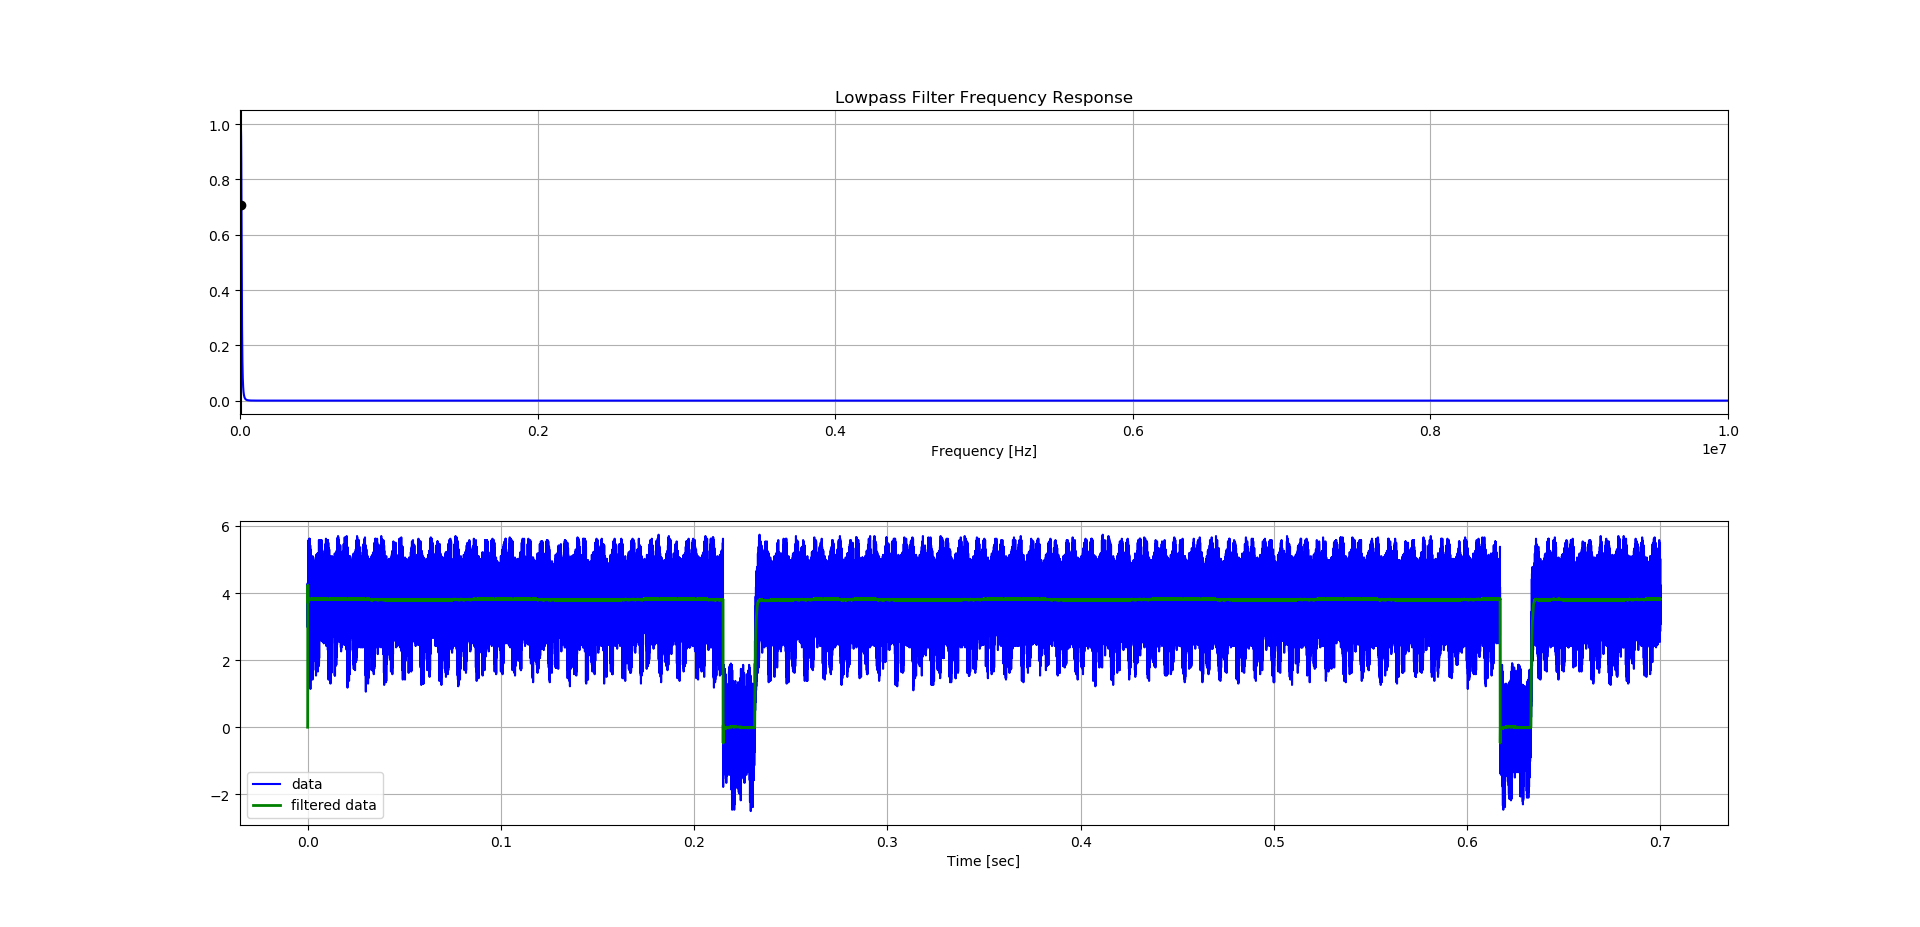 Lowpass Filter Frequency Response
1.0
0.8
0.6
0.4
0.2
0.0
0.0 0.2 0.4 0.6 0.8 1.0
1e7
Frequency [Hz]
6
4
2
0
−2
data
filtered data
0.0 0.1 0.2 0.3 0.4 0.5 0.6 0.7
Time [sec]